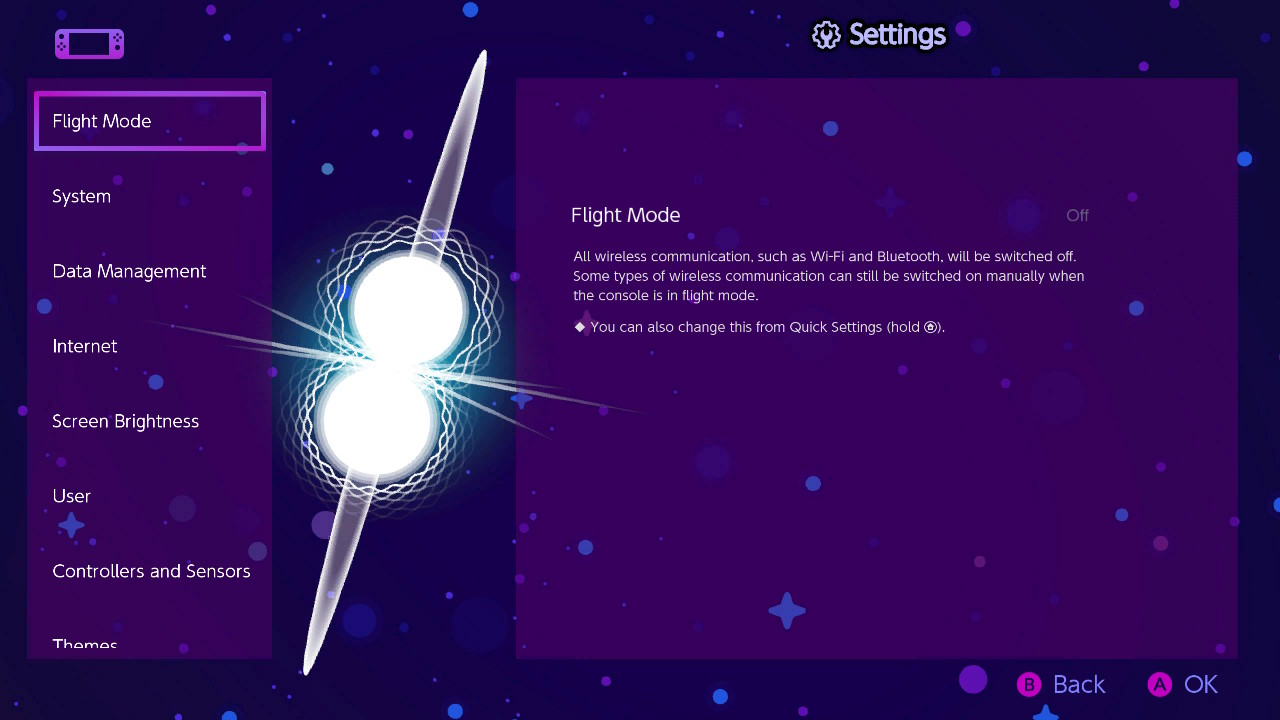 Settings
Flight Mode
System
Data Management
Internet
Screen Brightness
User
Controllers and Sensors
Themes
Flight Mode Off
All wireless communication, such as Wi-Fi and Bluetooth, will be switched off.
Some types of wireless communication can still be switched on manually when
the console is in flight mode.
◆ You can also change this from Quick Settings (hold ).
B Back A OK